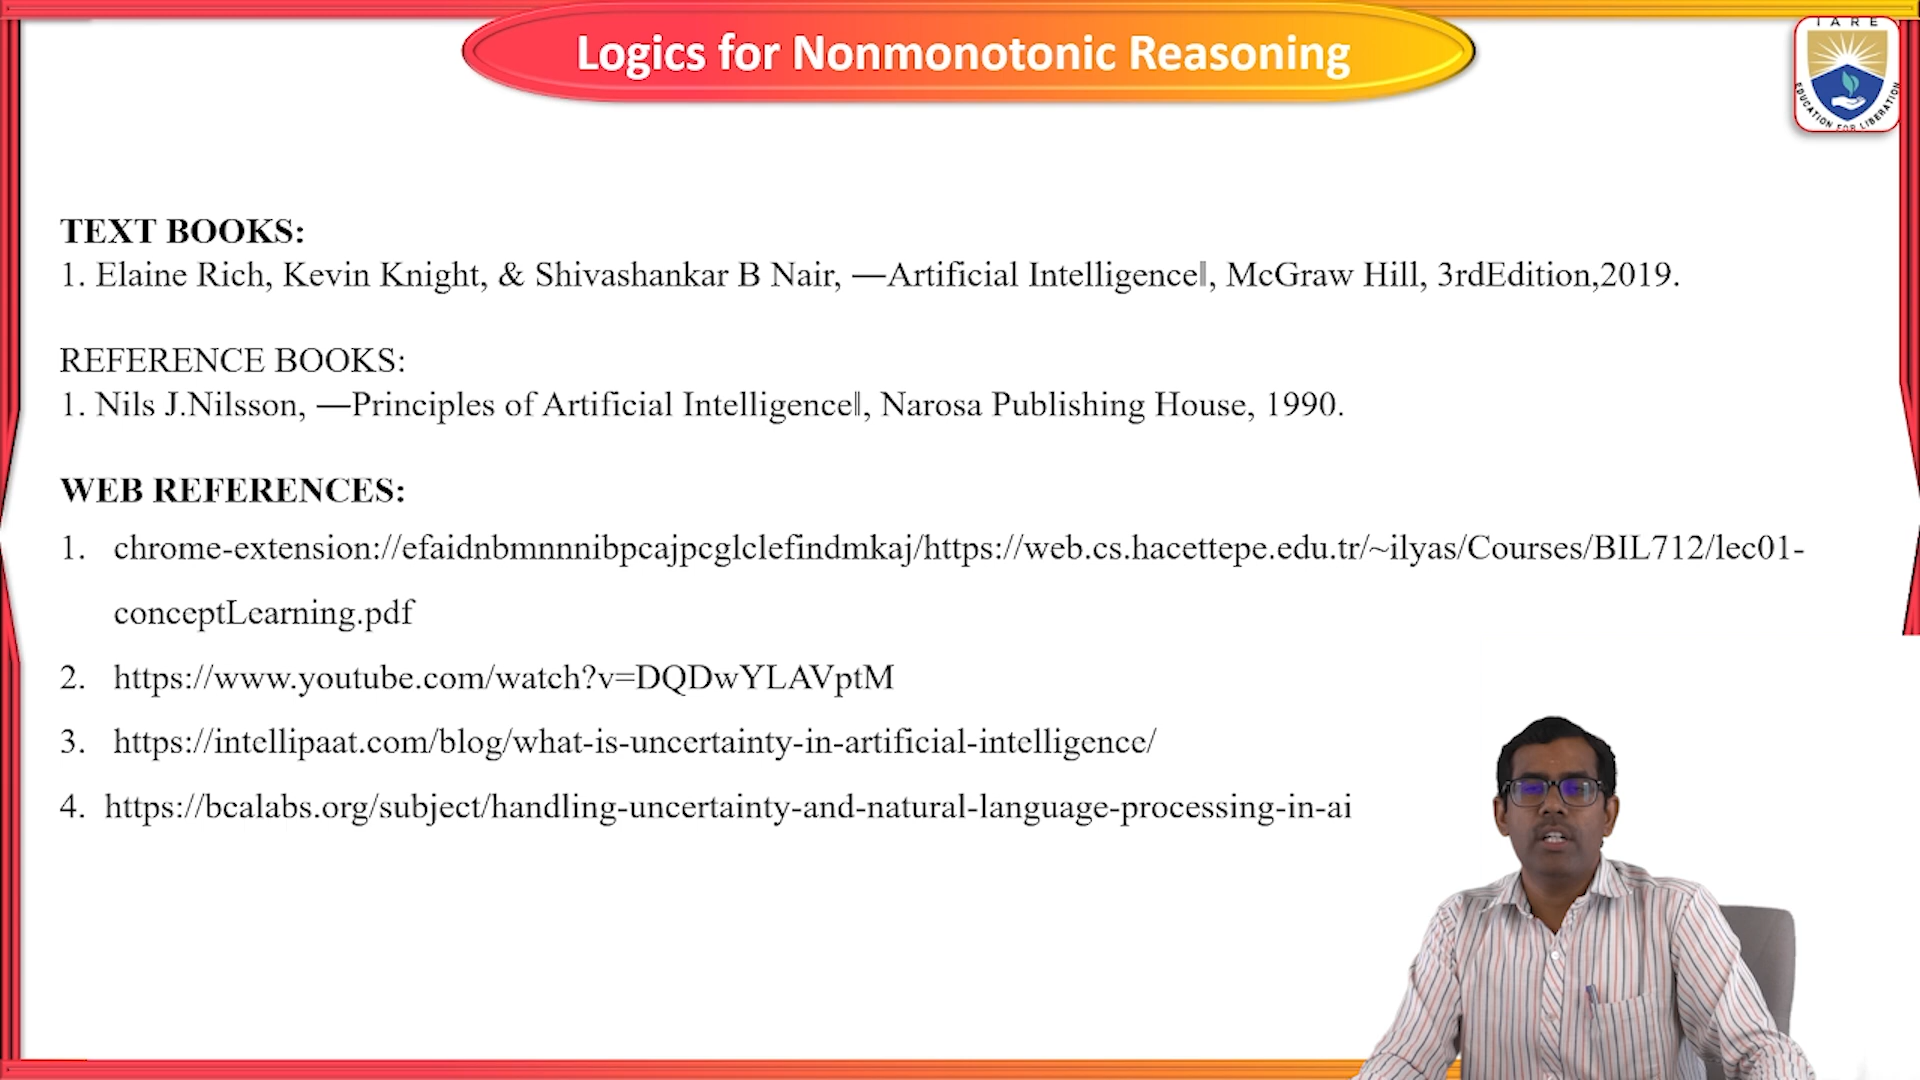 Logics for Nonmonotonic Reasoning
IARE
EDUCATION FOR LIBERATION
TEXT BOOKS:
1. Elaine Rich, Kevin Knight, & Shivashankar B Nair, ―Artificial Intelligence‖, McGraw Hill, 3rdEdition,2019.
REFERENCE BOOKS:
1. Nils J.Nilsson, ―Principles of Artificial Intelligence‖, Narosa Publishing House, 1990.
WEB REFERENCES:
1. chrome-extension://efaidnbmnnnibpcajpcglclefindmkaj/https://web.cs.hacettepe.edu.tr/~ilyas/Courses/BIL712/lec01-
conceptLearning.pdf
2. https://www.youtube.com/watch?v=DQDwYLAVptM
3. https://intellipaat.com/blog/what-is-uncertainty-in-artificial-intelligence/
4. https://bcalabs.org/subject/handling-uncertainty-and-natural-language-processing-in-ai